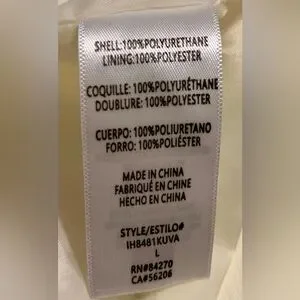 SHELL:100%POLYURETHANE
LINING:100%POLYESTER
COQUILLE: 100%POLYURÉTHANE
DOUBLURE: 100%POLYESTER
CUERPO: 100%POLIURETANO
FORRO: 100%POLIÉSTER
MADE IN CHINA
FABRIQUÉ EN CHINE
HECHO EN CHINA
STYLE/ESTILO#
IH8481KUVA
L
RN#84270
CA#56206